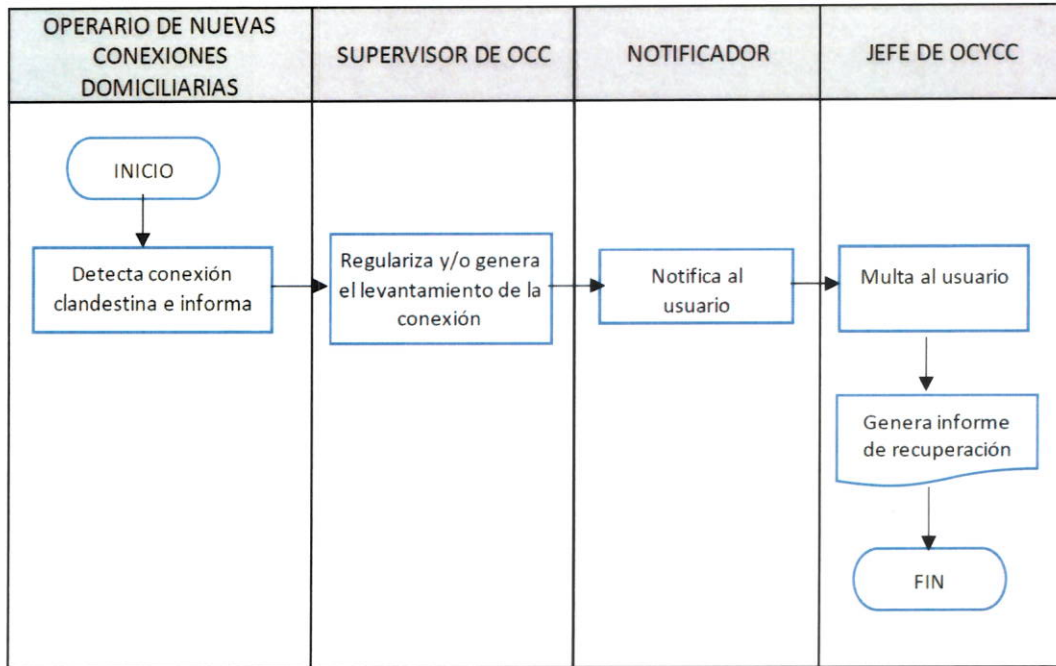 OPERARIO DE NUEVAS
CONEXIONES
DOMICILIARIAS
SUPERVISOR DE OCC
NOTIFICADOR
JEFE DE OCYCC
INICIO
Detecta conexión
clandestina e informa
Regulariza y/o genera
el levantamiento de la
conexión
Notifica al
usuario
Multa al usuario
Genera informe
de recuperación
FIN